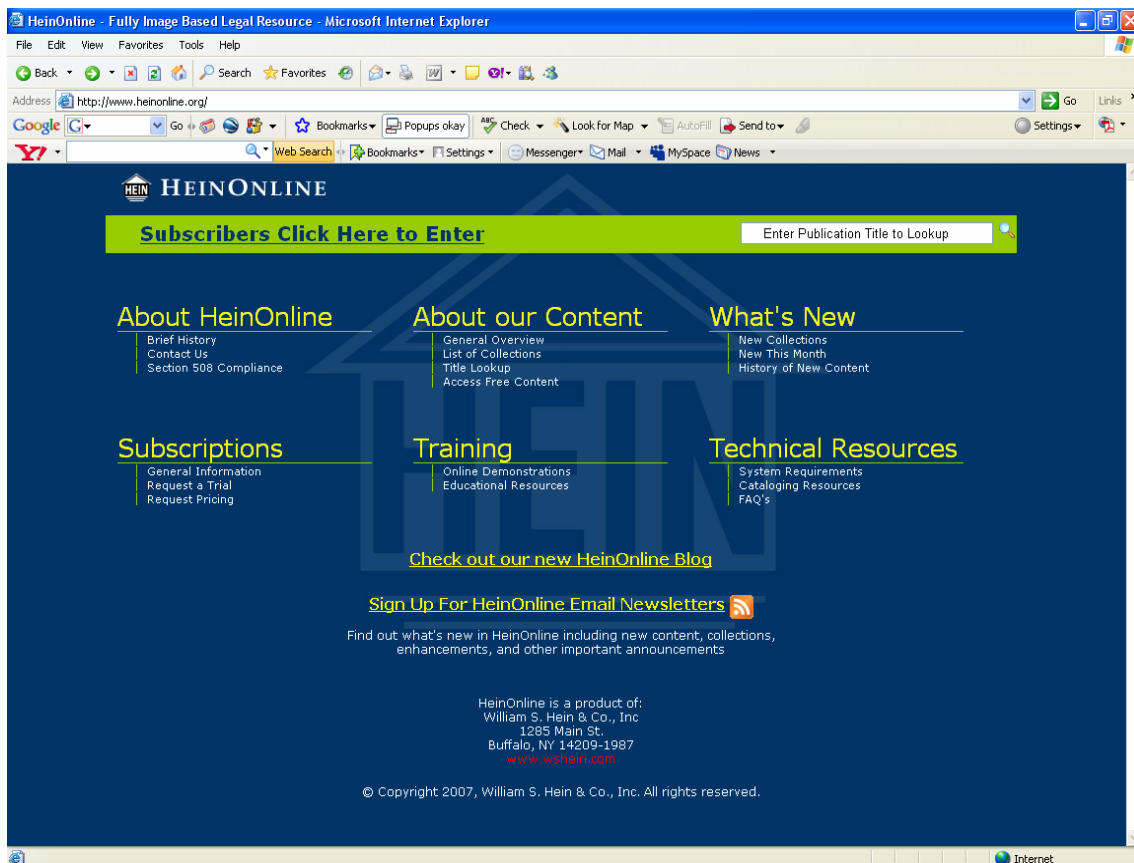 HeinOnline - Fully Image Based Legal Resource - Microsoft Internet Explorer
File Edit View Favorites Tools Help
Back Search Favorites
Address http://www.heinonline.org/ Go Links
Google G Go Bookmarks Popups okay ABC Check Look for Map AutoFill Send to Settings
Y! Web Search Bookmarks Settings Messenger Mail MySpace News
HEIN HEINONLINE
Subscribers Click Here to Enter Enter Publication Title to Lookup
About HeinOnline
Brief History
Contact Us
Section 508 Compliance
About our Content
General Overview
List of Collections
Title Lookup
Access Free Content
What's New
New Collections
New This Month
History of New Content
Subscriptions
General Information
Request a Trial
Request Pricing
Training
Online Demonstrations
Educational Resources
Technical Resources
System Requirements
Cataloging Resources
FAQ's
HEIN
Check out our new HeinOnline Blog
Sign Up For HeinOnline Email Newsletters
Find out what's new in HeinOnline including new content, collections,
enhancements, and other important announcements
HeinOnline is a product of:
William S. Hein & Co., Inc
1285 Main St.
Buffalo, NY 14209-1987
www.wshein.com
© Copyright 2007, William S. Hein & Co., Inc. All rights reserved.
Internet